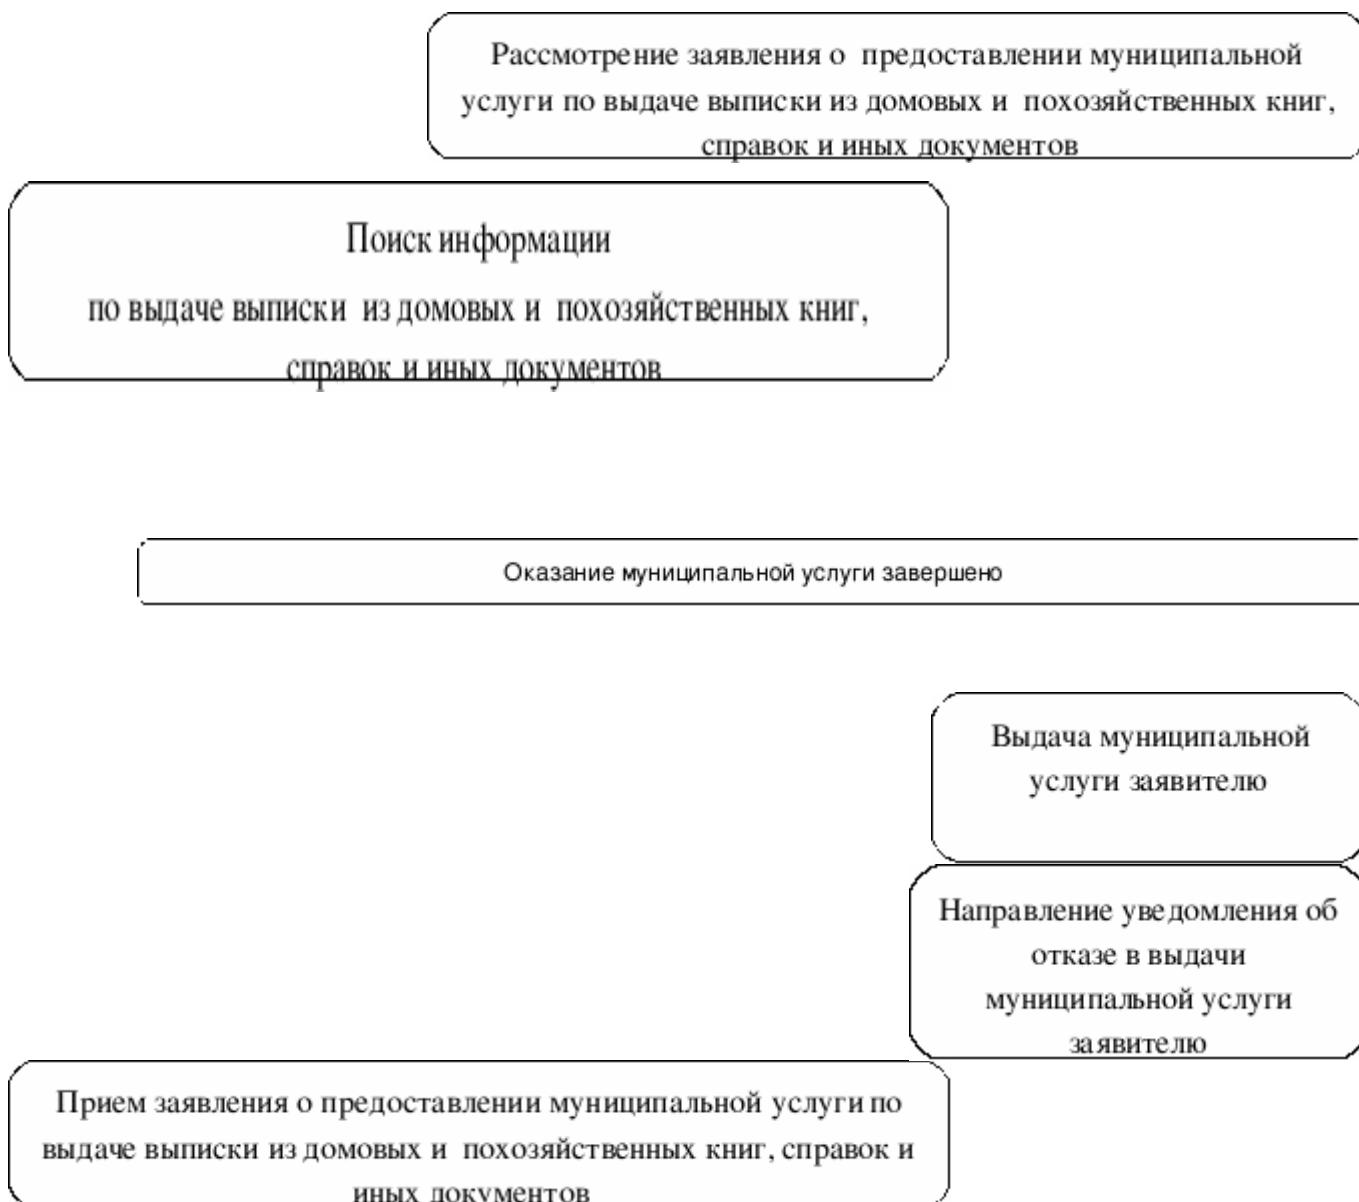 Рассмотрение заявления о предоставлении муниципальной
услуги по выдаче выписки из домовых и похозяйственных книг,
справок и иных документов
Поиск информации
по выдаче выписки из домовых и похозяйственных книг,
справок и иных документов
Оказание муниципальной услуги завершено
Выдача муниципальной
услуги заявителю
Направление уведомления об
отказе в выдачи
муниципальной услуги
заявителю
Прием заявления о предоставлении муниципальной услуги по
выдаче выписки из домовых и похозяйственных книг, справок и
иных документов